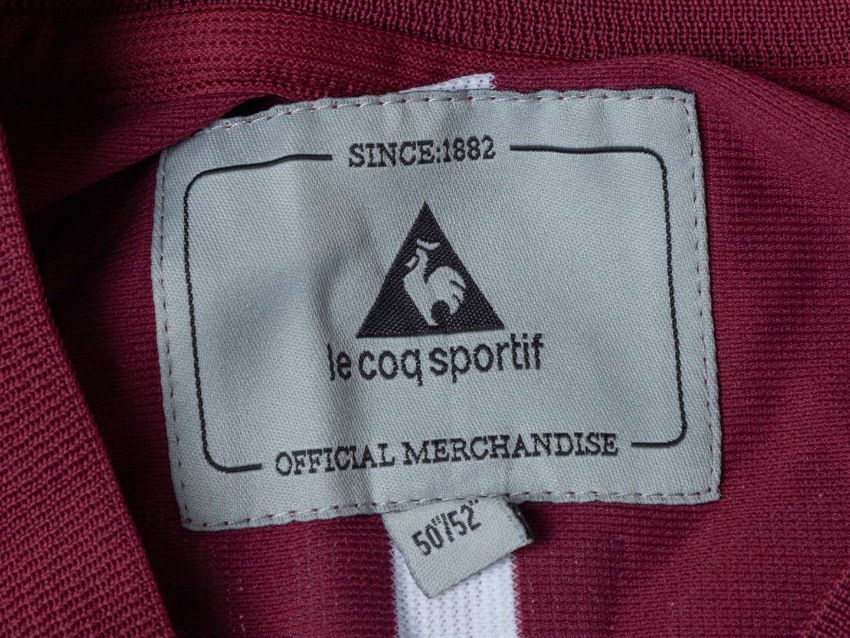 SINCE:1882
le coq sportif
OFFICIAL MERCHANDISE
50"/52"